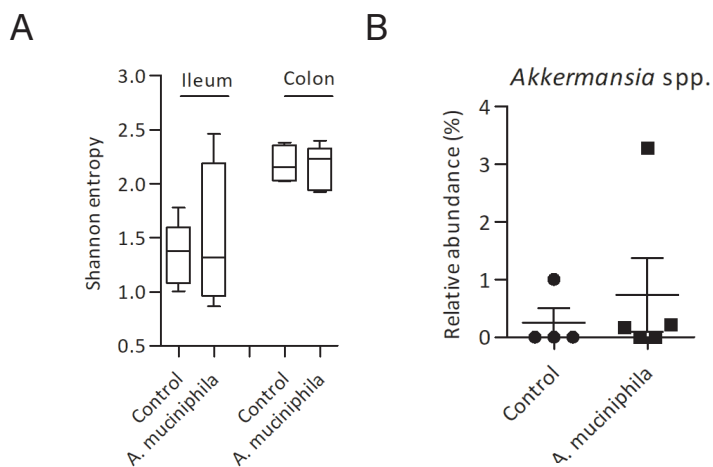 A
Shannon entropy
3.0
2.5
2.0
1.5
1.0
0.5
Ileum
Colon
Control
A. muciniphila
Control
A. muciniphila
B
Akkermansia spp.
Relative abundance (%)
4
3
2
1
0
Control
A. muciniphila